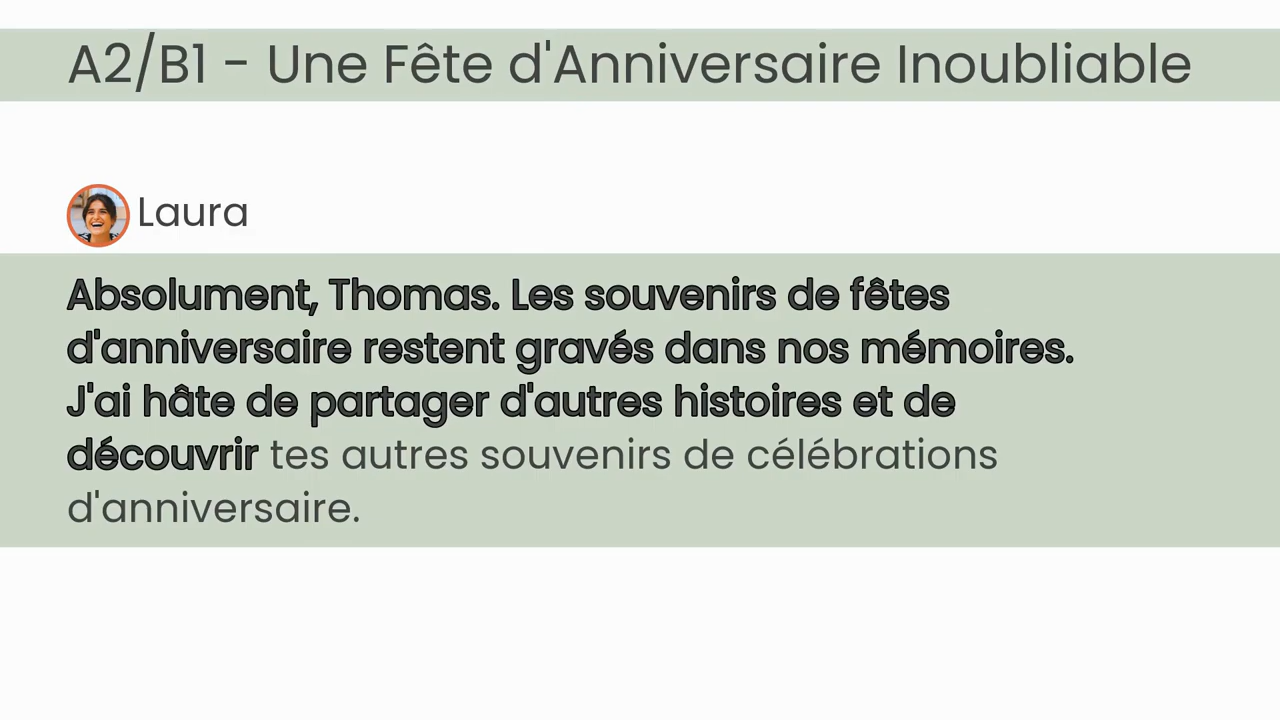 A2/B1 - Une Fête d'Anniversaire Inoubliable
Laura
Absolument, Thomas. Les souvenirs de fêtes
d'anniversaire restent gravés dans nos mémoires.
J'ai hâte de partager d'autres histoires et de
découvrir tes autres souvenirs de célébrations
d'anniversaire.